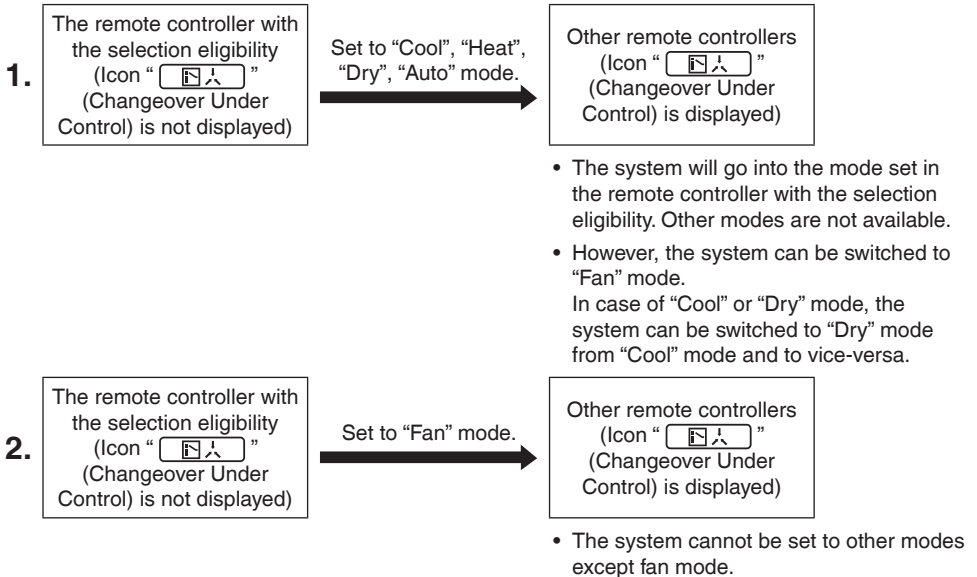 1.
The remote controller with
the selection eligibility
(Icon “ ”
(Changeover Under
Control) is not displayed)
Set to “Cool”, “Heat”,
“Dry”, “Auto” mode.
Other remote controllers
(Icon “ ”
(Changeover Under
Control) is displayed)
• The system will go into the mode set in
the remote controller with the selection
eligibility. Other modes are not available.
• However, the system can be switched to
“Fan” mode.
In case of “Cool” or “Dry” mode, the
system can be switched to “Dry” mode
from “Cool” mode and to vice-versa.
2.
The remote controller with
the selection eligibility
(Icon “ ”
(Changeover Under
Control) is not displayed)
Set to “Fan” mode.
Other remote controllers
(Icon “ ”
(Changeover Under
Control) is displayed)
• The system cannot be set to other modes
except fan mode.